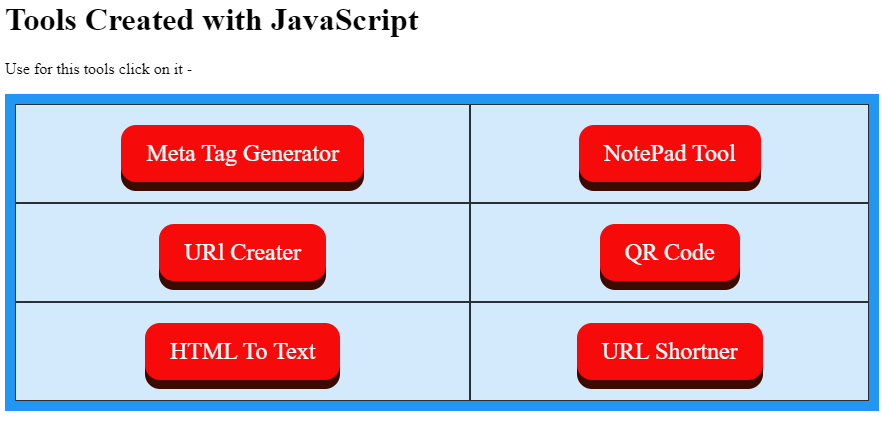 Tools Created with JavaScript
Use for this tools click on it -
Meta Tag Generator
NotePad Tool
URl Creater
QR Code
HTML To Text
URL Shortner